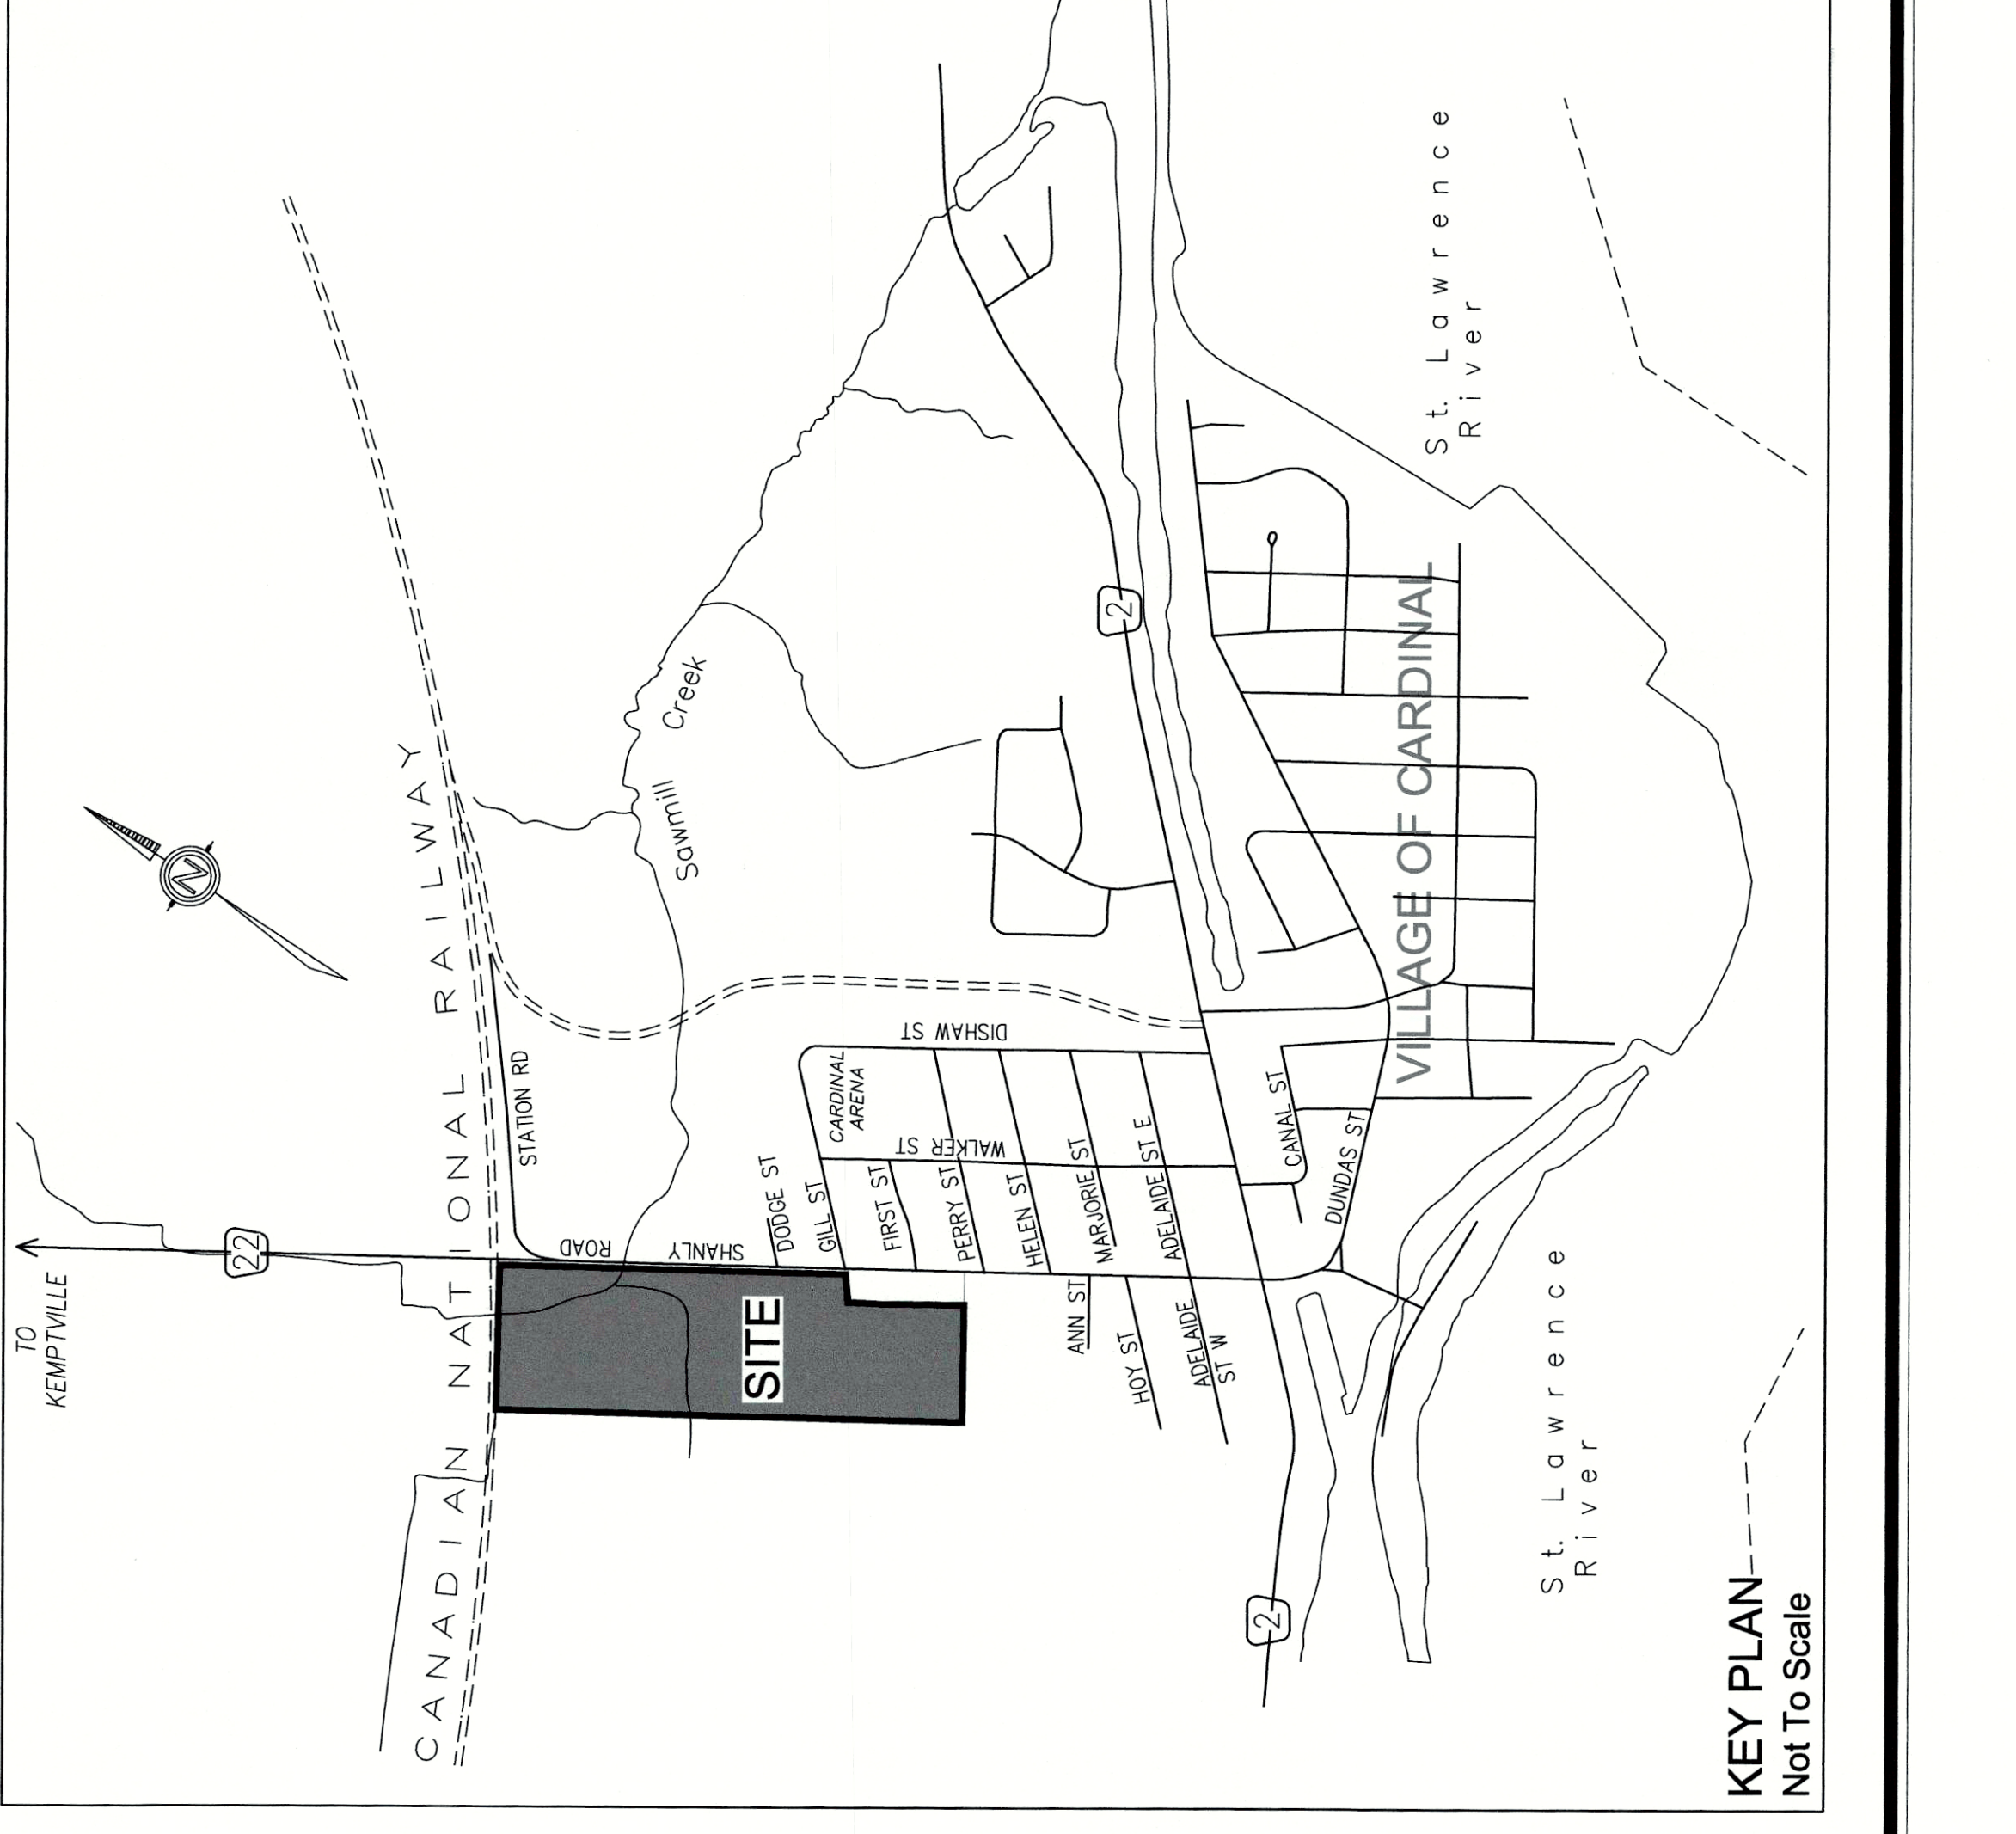 TO
KEMPTVILLE
22
CANADIAN NATIONAL RAILWAY
N
STATION RD
SHANLY ROAD
Sawmill Creek
SITE
DODGE ST
GILL ST
FIRST ST
PERRY ST
HELEN ST
MARJORIE ST
ADELAIDE ST E
CARDINAL
ARENA
WALKER ST
DISHAW ST
ANN ST
HOY ST
ADELAIDE
ST W
CANAL ST
DUNDAS ST
2
2
VILLAGE OF CARDINAL
St. Lawrence
River
St. Lawrence
River
KEY PLAN
Not To Scale